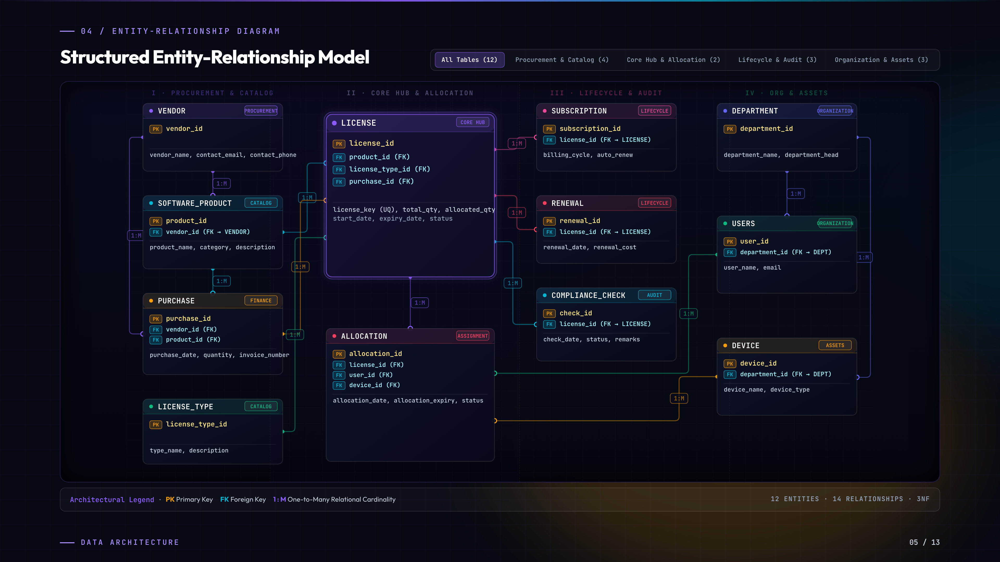 04 / ENTITY-RELATIONSHIP DIAGRAM
Structured Entity-Relationship Model
All Tables (12)
Procurement & Catalog (4)
Core Hub & Allocation (2)
Lifecycle & Audit (3)
Organization & Assets (3)
I · PROCUREMENT & CATALOG
II · CORE HUB & ALLOCATION
III · LIFECYCLE & AUDIT
IV · ORG & ASSETS
VENDOR
PROCUREMENT
PK vendor_id
vendor_name, contact_email, contact_phone
1:M
SOFTWARE_PRODUCT
CATALOG
PK product_id
FK vendor_id (FK → VENDOR)
product_name, category, description
1:M
1:M
PURCHASE
FINANCE
PK purchase_id
FK vendor_id (FK)
FK product_id (FK)
purchase_date, quantity, invoice_number
LICENSE_TYPE
CATALOG
PK license_type_id
type_name, description
1:M
1:M
1:M
LICENSE
CORE HUB
PK license_id
FK product_id (FK)
FK license_type_id (FK)
FK purchase_id (FK)
license_key (UQ), total_qty, allocated_qty
start_date, expiry_date, status
1:M
ALLOCATION
ASSIGNMENT
PK allocation_id
FK license_id (FK)
FK user_id (FK)
FK device_id (FK)
allocation_date, allocation_expiry, status
1:M
1:M
1:M
SUBSCRIPTION
LIFECYCLE
PK subscription_id
FK license_id (FK → LICENSE)
billing_cycle, auto_renew
RENEWAL
LIFECYCLE
PK renewal_id
FK license_id (FK → LICENSE)
renewal_date, renewal_cost
COMPLIANCE_CHECK
AUDIT
PK check_id
FK license_id (FK → LICENSE)
check_date, status, remarks
1:M
1:M
DEPARTMENT
ORGANIZATION
PK department_id
department_name, department_head
1:M
USERS
ORGANIZATION
PK user_id
FK department_id (FK → DEPT)
user_name, email
1:M
DEVICE
ASSETS
PK device_id
FK department_id (FK → DEPT)
device_name, device_type
Architectural Legend · PK Primary Key FK Foreign Key 1:M One-to-Many Relational Cardinality
12 ENTITIES · 14 RELATIONSHIPS · 3NF
DATA ARCHITECTURE
05 / 13